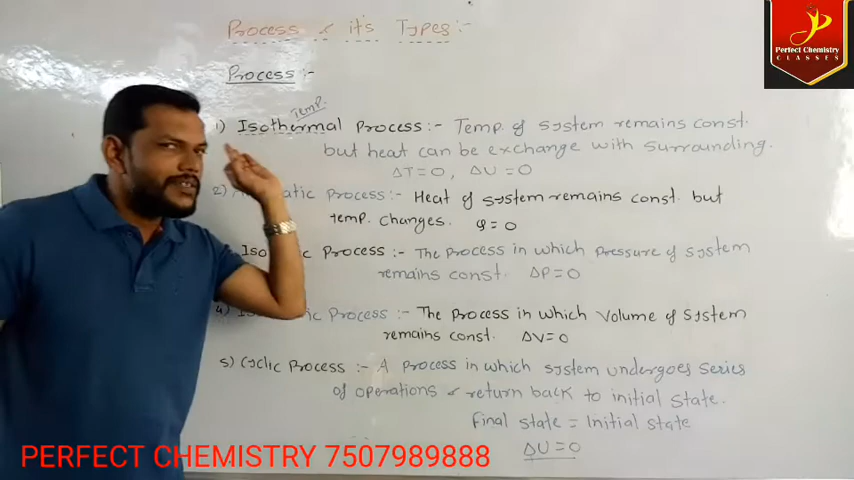 Process & it's Types :-
Perfect Chemistry
CLASSES
Process :-
Temp.
1) Isothermal Process :- Temp. of system remains const.
but heat can be exchange with surrounding.
ΔT = 0, ΔU = 0
2) atic Process :- Heat of system remains const. but
temp. changes. q = 0
Iso ic Process :- The Process in which Pressure of system
remains const. ΔP = 0
4) ic Process :- The Process in which Volume of system
remains const. ΔV = 0
5) Cyclic Process :- A Process in which system undergoes series
of operations & return back to initial state.
Final state = Initial state
ΔU = 0
PERFECT CHEMISTRY 7507989888